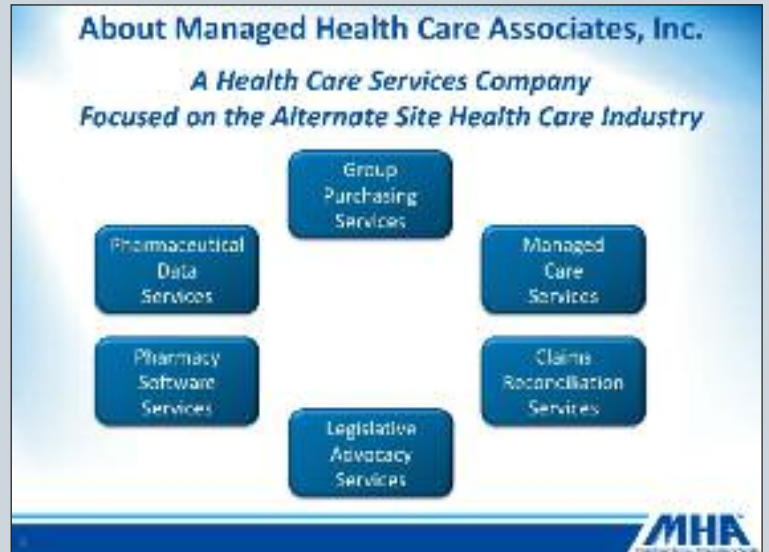 About Managed Health Care Associates, Inc.
A Health Care Services Company
Focused on the Alternate Site Health Care Industry
Group
Purchasing
Services
Pharmaceutical
Data
Services
Managed
Care
Services
Pharmacy
Software
Services
Claims
Reconciliation
Services
Legislative
Advocacy
Services
MHA